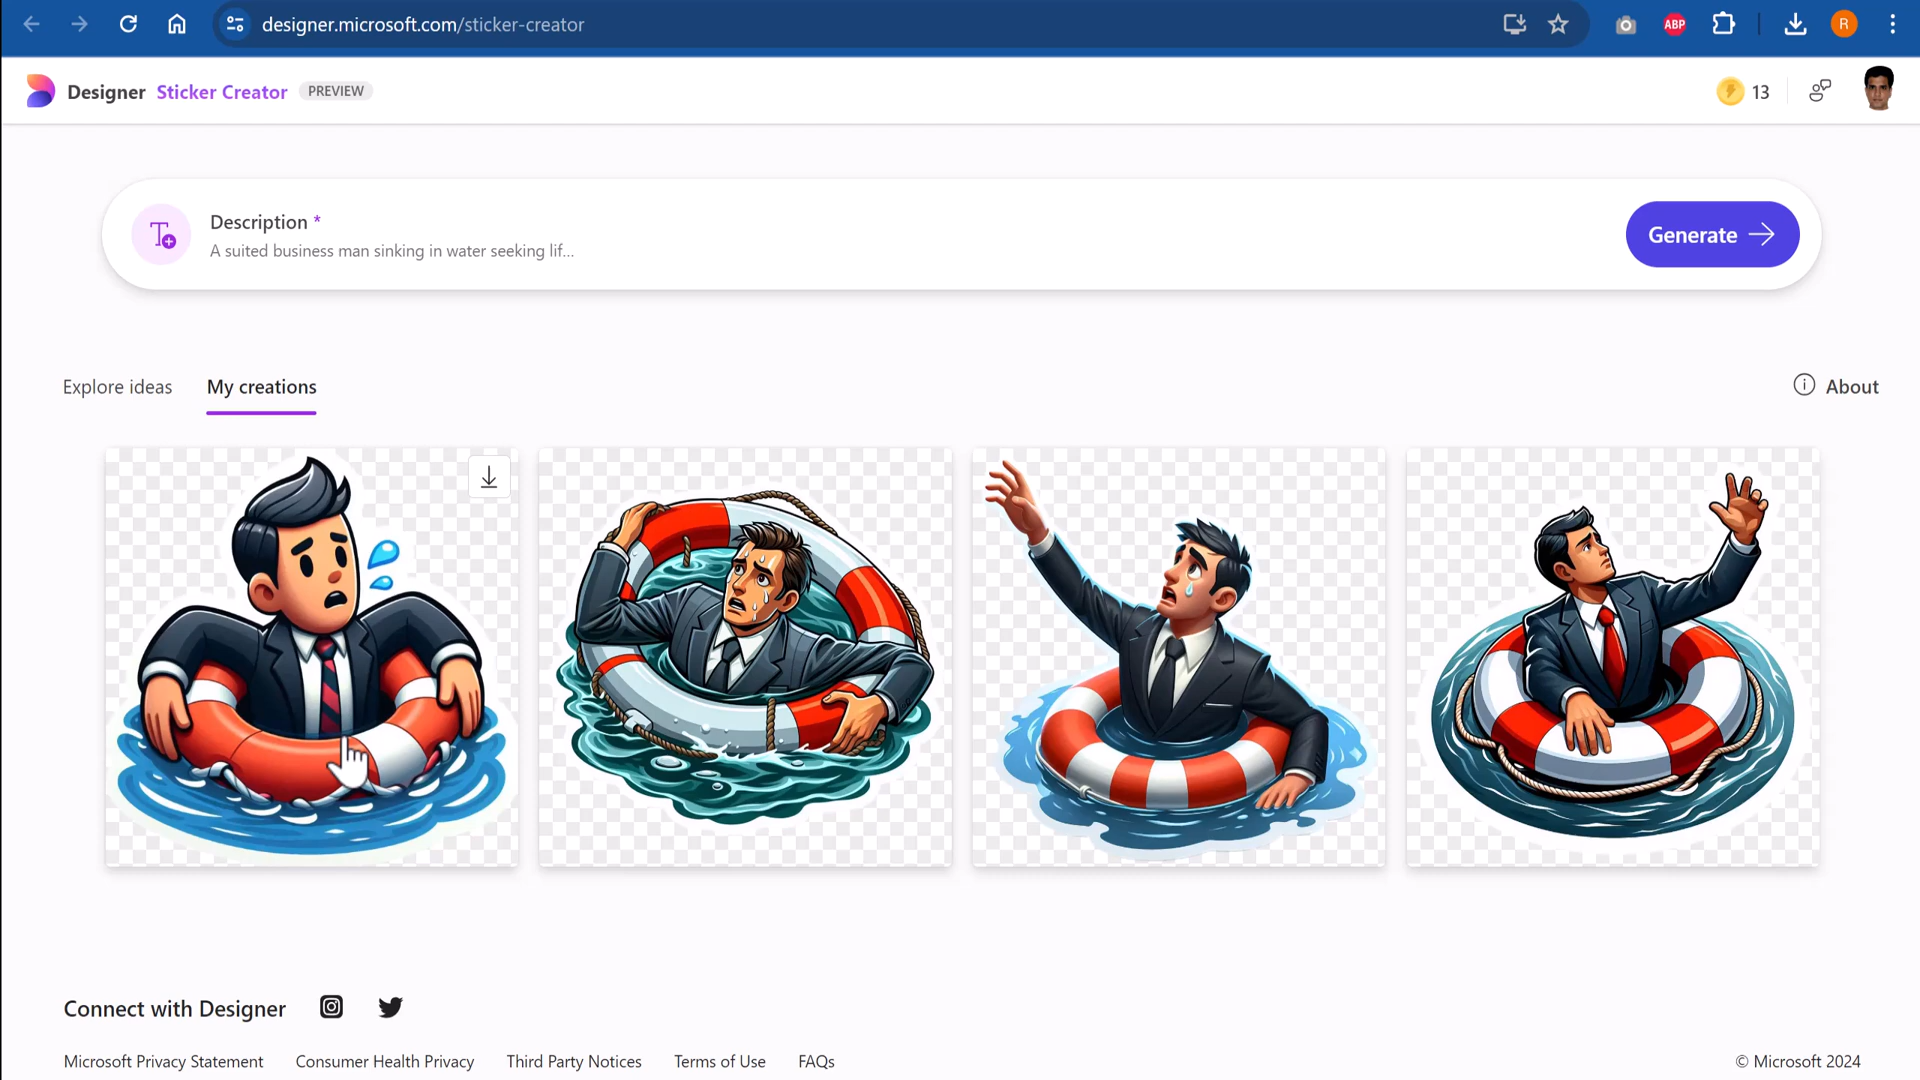 designer.microsoft.com/sticker-creator
ABP
R
Designer Sticker Creator PREVIEW
13
Description *
A suited business man sinking in water seeking lif...
Generate
Explore ideas
My creations
About
Connect with Designer
Microsoft Privacy Statement Consumer Health Privacy Third Party Notices Terms of Use FAQs
© Microsoft 2024